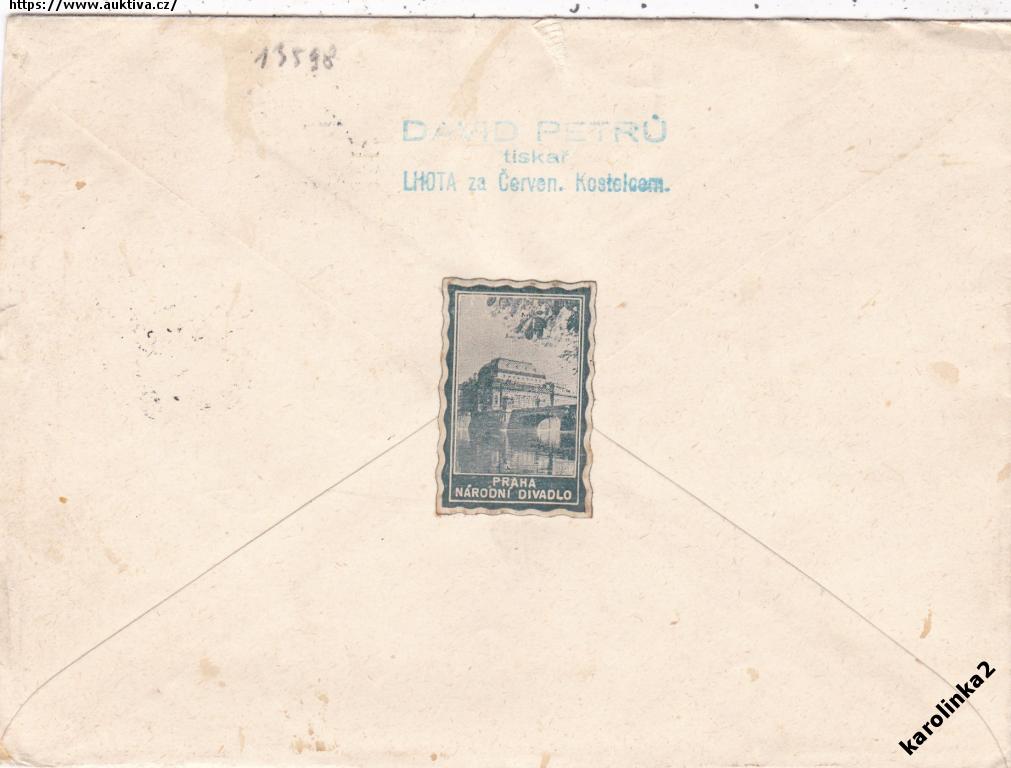 https://www.auktiva.cz/
13598
DAVID PETRŮ
tiskař
LHOTA za Červen. Kostelcem.
PRAHA
NÁRODNÍ DIVADLO
karolinka2